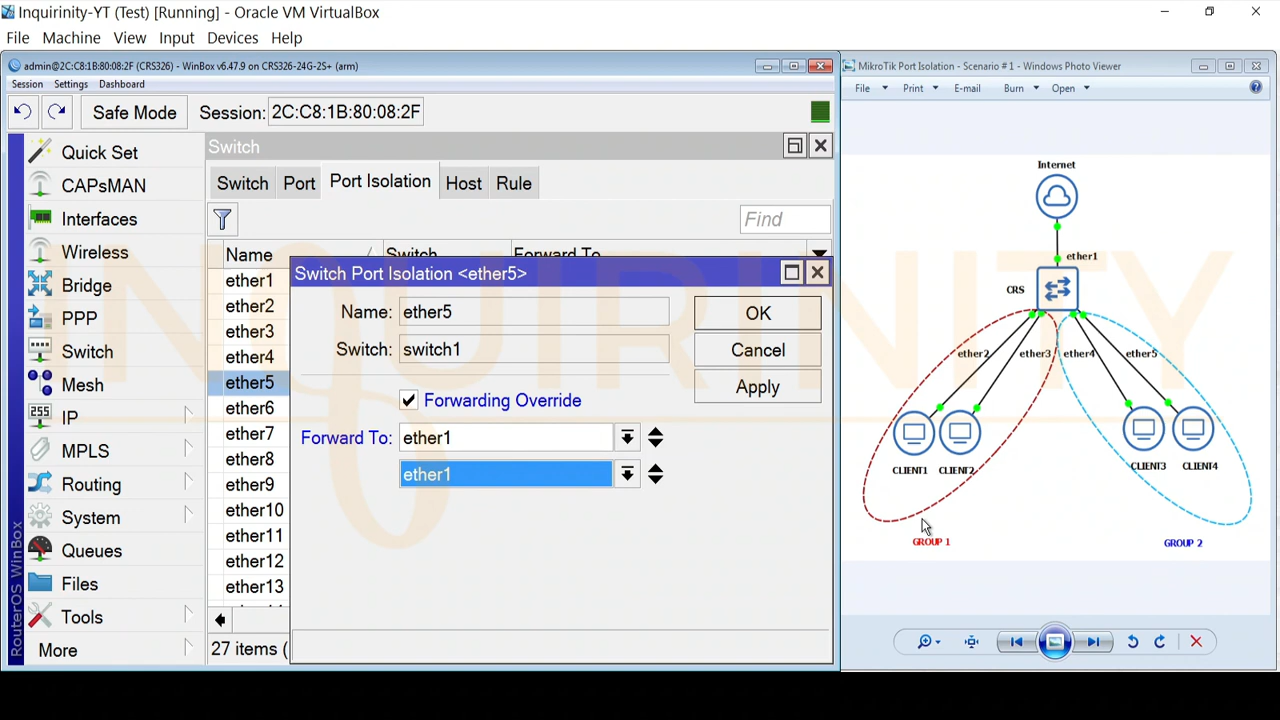 Inquirinity-YT (Test) [Running] - Oracle VM VirtualBox
File Machine View Input Devices Help
admin@2C:C8:1B:80:08:2F (CRS326) - WinBox v6.47.9 on CRS326-24G-2S+ (arm)
Session Settings Dashboard
Safe Mode Session: 2C:C8:1B:80:08:2F
Quick Set
CAPsMAN
Interfaces
Wireless
Bridge
PPP
Switch
Mesh
255
IP
MPLS
Routing
System
Queues
Files
Tools
More
RouterOS WinBox
Switch
Switch Port Port Isolation Host Rule
Find
Name Switch Forward To
ether1
ether2
ether3
ether4
ether5
ether6
ether7
ether8
ether9
ether10
ether11
ether12
ether13
27 items (
Switch Port Isolation <ether5>
Name: ether5
Switch: switch1
Forwarding Override
Forward To: ether1
ether1
OK
Cancel
Apply
MikroTik Port Isolation - Scenario #1 - Windows Photo Viewer
File Print E-mail Burn Open
Internet
ether1
CRS
ether2 ether3 ether4 ether5
CLIENT1 CLIENT2 CLIENT3 CLIENT4
GROUP 1 GROUP 2
INQUIRINITY